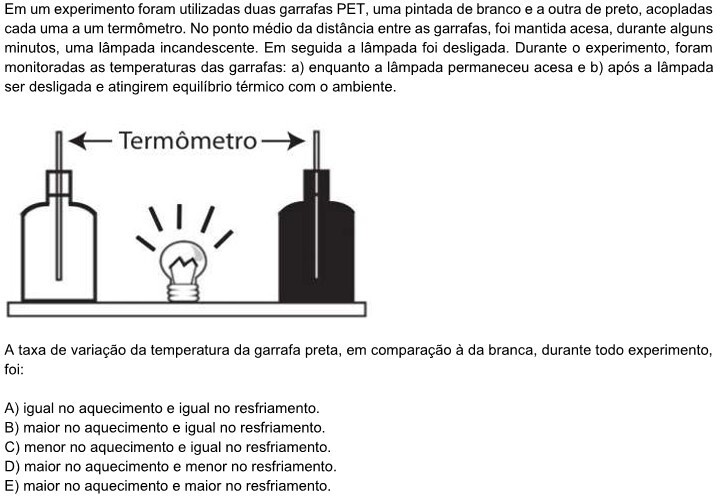 Em um experimento foram utilizadas duas garrafas PET, uma pintada de branco e a outra de preto, acopladas
cada uma a um termômetro. No ponto médio da distância entre as garrafas, foi mantida acesa, durante alguns
minutos, uma lâmpada incandescente. Em seguida a lâmpada foi desligada. Durante o experimento, foram
monitoradas as temperaturas das garrafas: a) enquanto a lâmpada permaneceu acesa e b) após a lâmpada
ser desligada e atingirem equilíbrio térmico com o ambiente.
Termômetro
A taxa de variação da temperatura da garrafa preta, em comparação à da branca, durante todo experimento,
foi:
A) igual no aquecimento e igual no resfriamento.
B) maior no aquecimento e igual no resfriamento.
C) menor no aquecimento e igual no resfriamento.
D) maior no aquecimento e menor no resfriamento.
E) maior no aquecimento e maior no resfriamento.